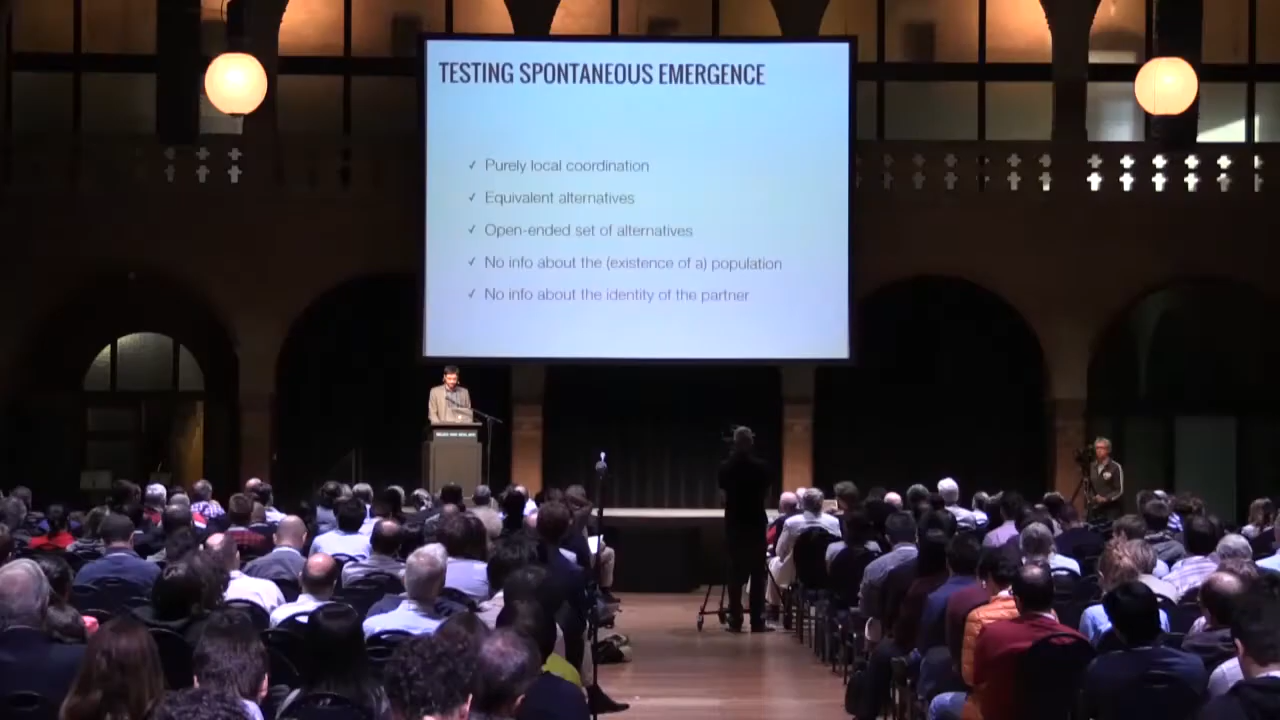 TESTING SPONTANEOUS EMERGENCE
✓ Purely local coordination
✓ Equivalent alternatives
✓ Open-ended set of alternatives
✓ No info about the (existence of a) population
✓ No info about the identity of the partner